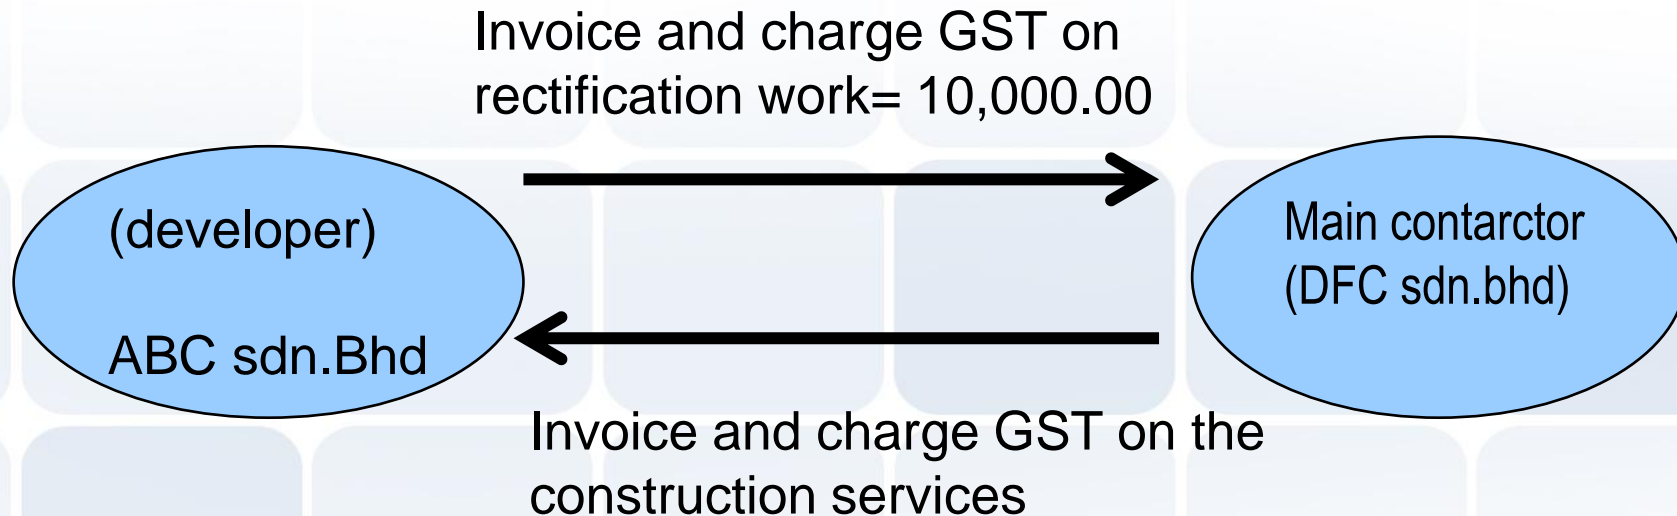 Invoice and charge GST on
rectification work= 10,000.00
(developer)
ABC sdn.Bhd
Main contarctor
(DFC sdn.bhd)
Invoice and charge GST on the
construction services